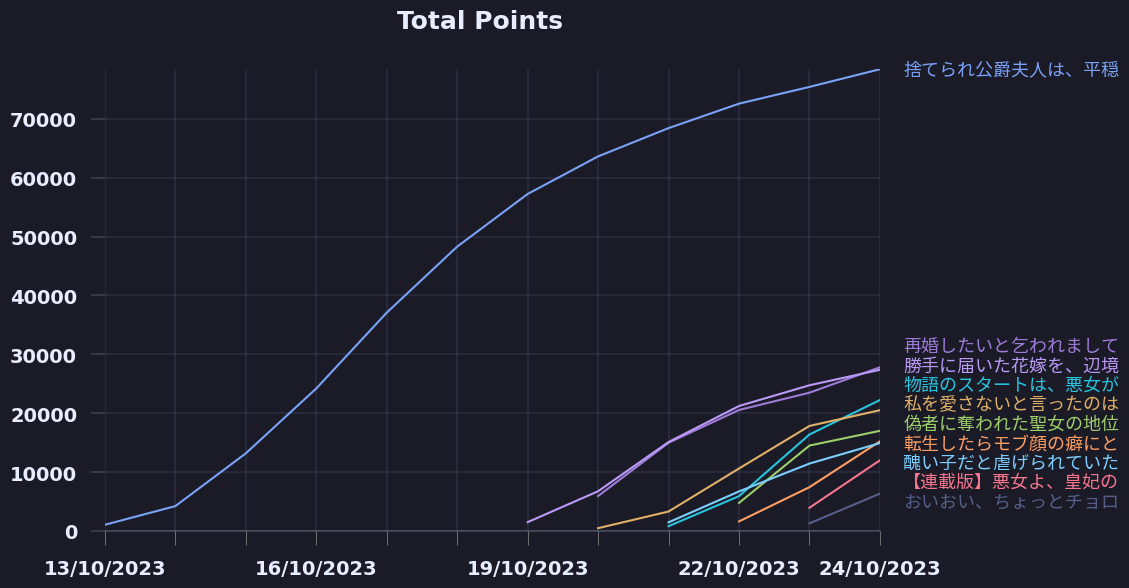 Total Points
捨てられ公爵夫人は、平穏
70000
60000
50000
40000
30000
再婚したいと乞われまして
勝手に届いた花嫁を、辺境
物語のスタートは、悪女が
20000
私を愛さないと言ったのは
偽者に奪われた聖女の地位
転生したらモブ顔の癖にと
10000
醜い子だと虐げられていた
【連載版】悪女よ、皇妃の
おいおい、ちょっとチョロ
0
13/10/2023 16/10/2023 19/10/2023 22/10/2023 24/10/2023